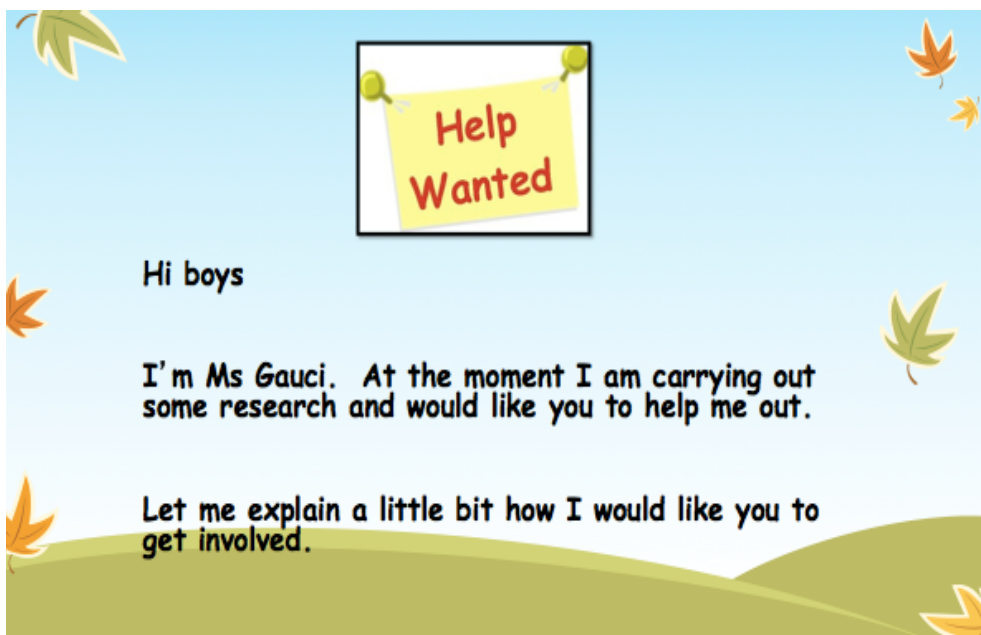 Help
Wanted
Hi boys
I'm Ms Gauci.  At the moment I am carrying out
some research and would like you to help me out.
Let me explain a little bit how I would like you to
get involved.